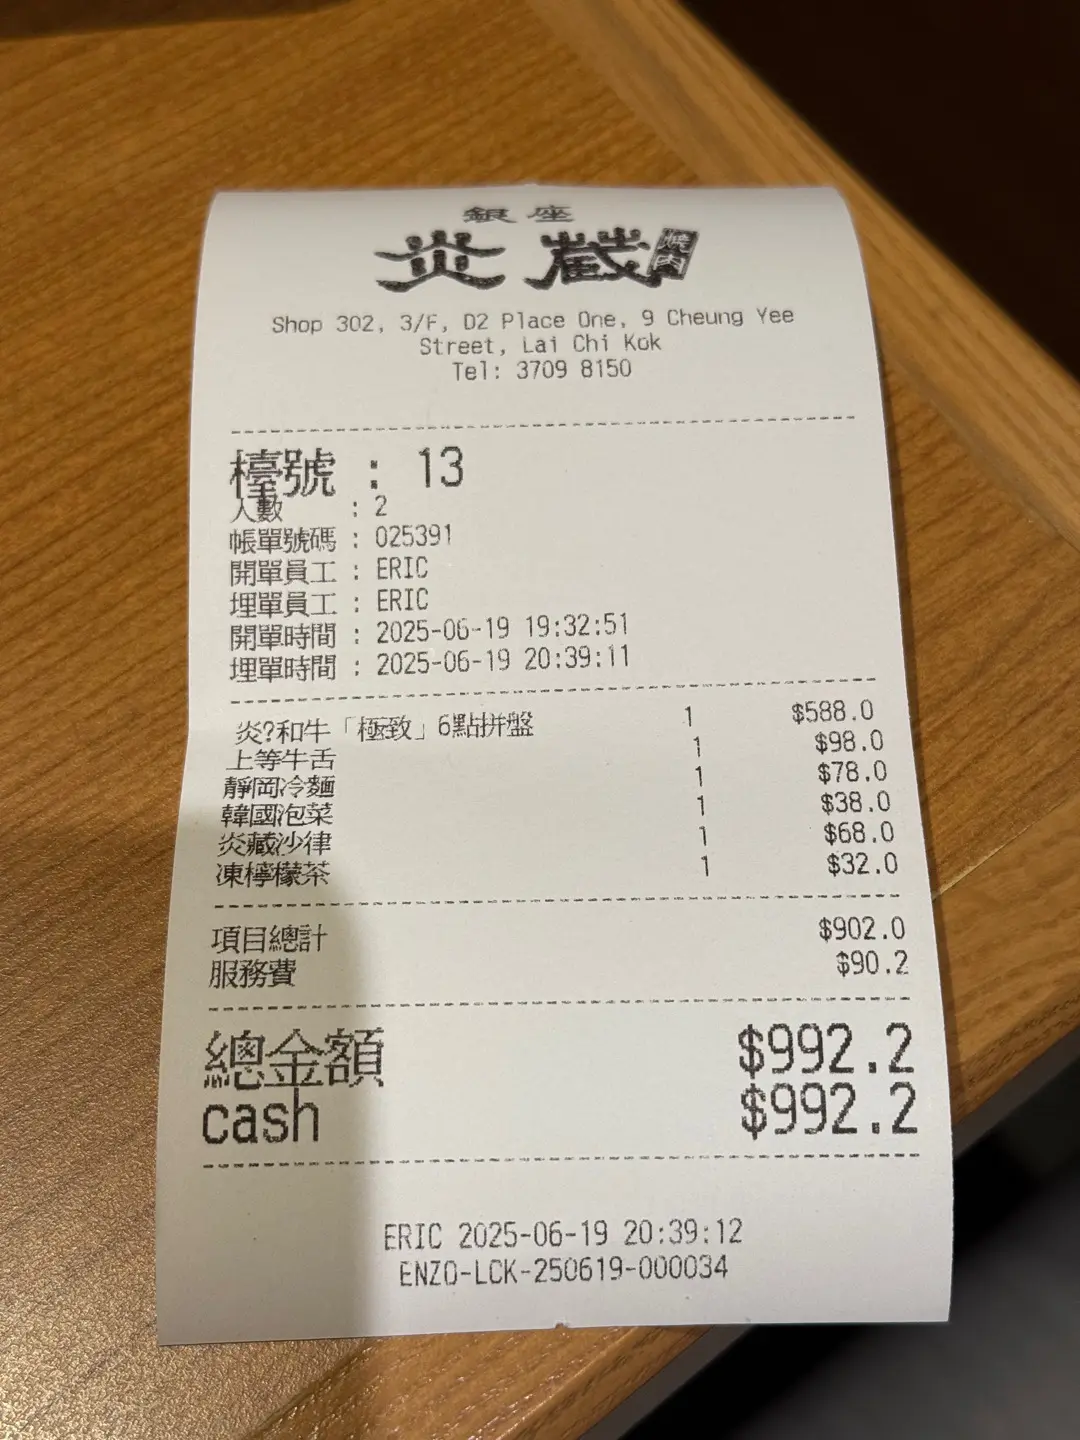 銀座
炎蔵 焼肉
Shop 302, 3/F, D2 Place One, 9 Cheung Yee
Street, Lai Chi Kok
Tel: 3709 8150
檯號 : 13
人數 : 2
帳單號碼 : 025391
開單員工 : ERIC
埋單員工 : ERIC
開單時間 : 2025-06-19 19:32:51
埋單時間 : 2025-06-19 20:39:11
炎?和牛「極致」6點拼盤 1 $588.0
上等牛舌 1 $98.0
靜岡冷麵 1 $78.0
韓國泡菜 1 $38.0
炎藏沙律 1 $68.0
凍檸檬茶 1 $32.0
項目總計 $902.0
服務費 $90.2
總金額 $992.2
cash $992.2
ERIC 2025-06-19 20:39:12
ENZO-LCK-250619-000034